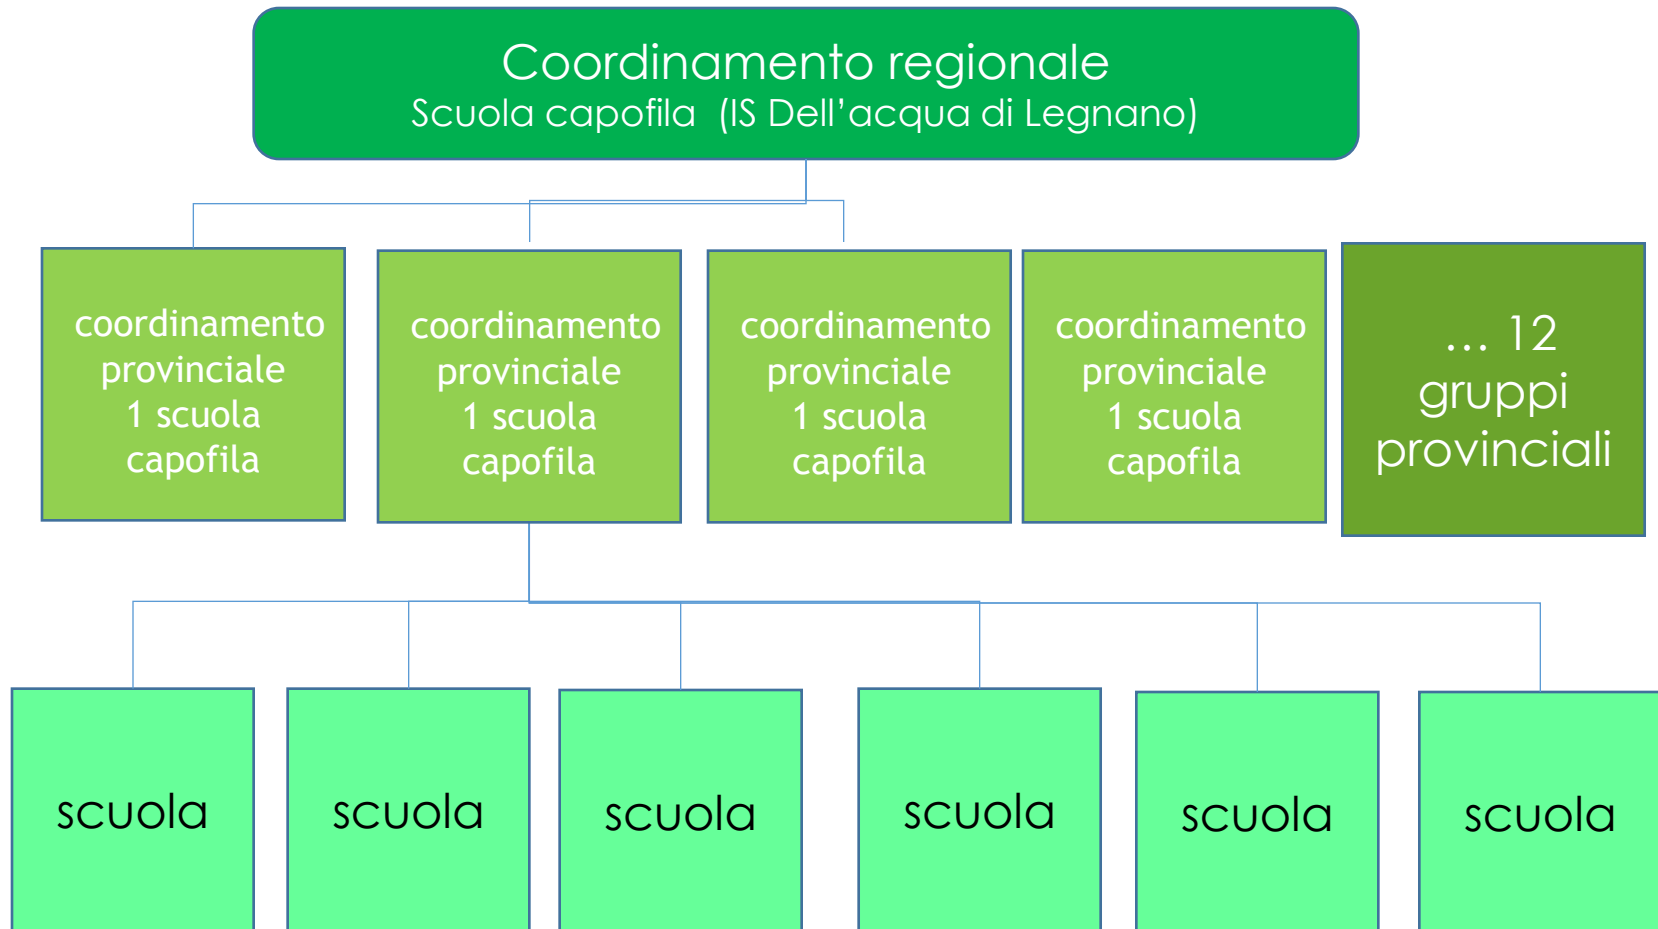 Coordinamento regionale
Scuola capofila  (IS Dell’acqua di Legnano)
coordinamento
provinciale
1 scuola
capofila
coordinamento
provinciale
1 scuola
capofila
coordinamento
provinciale
1 scuola
capofila
coordinamento
provinciale
1 scuola
capofila
… 12
gruppi
provinciali
scuola
scuola
scuola
scuola
scuola
scuola